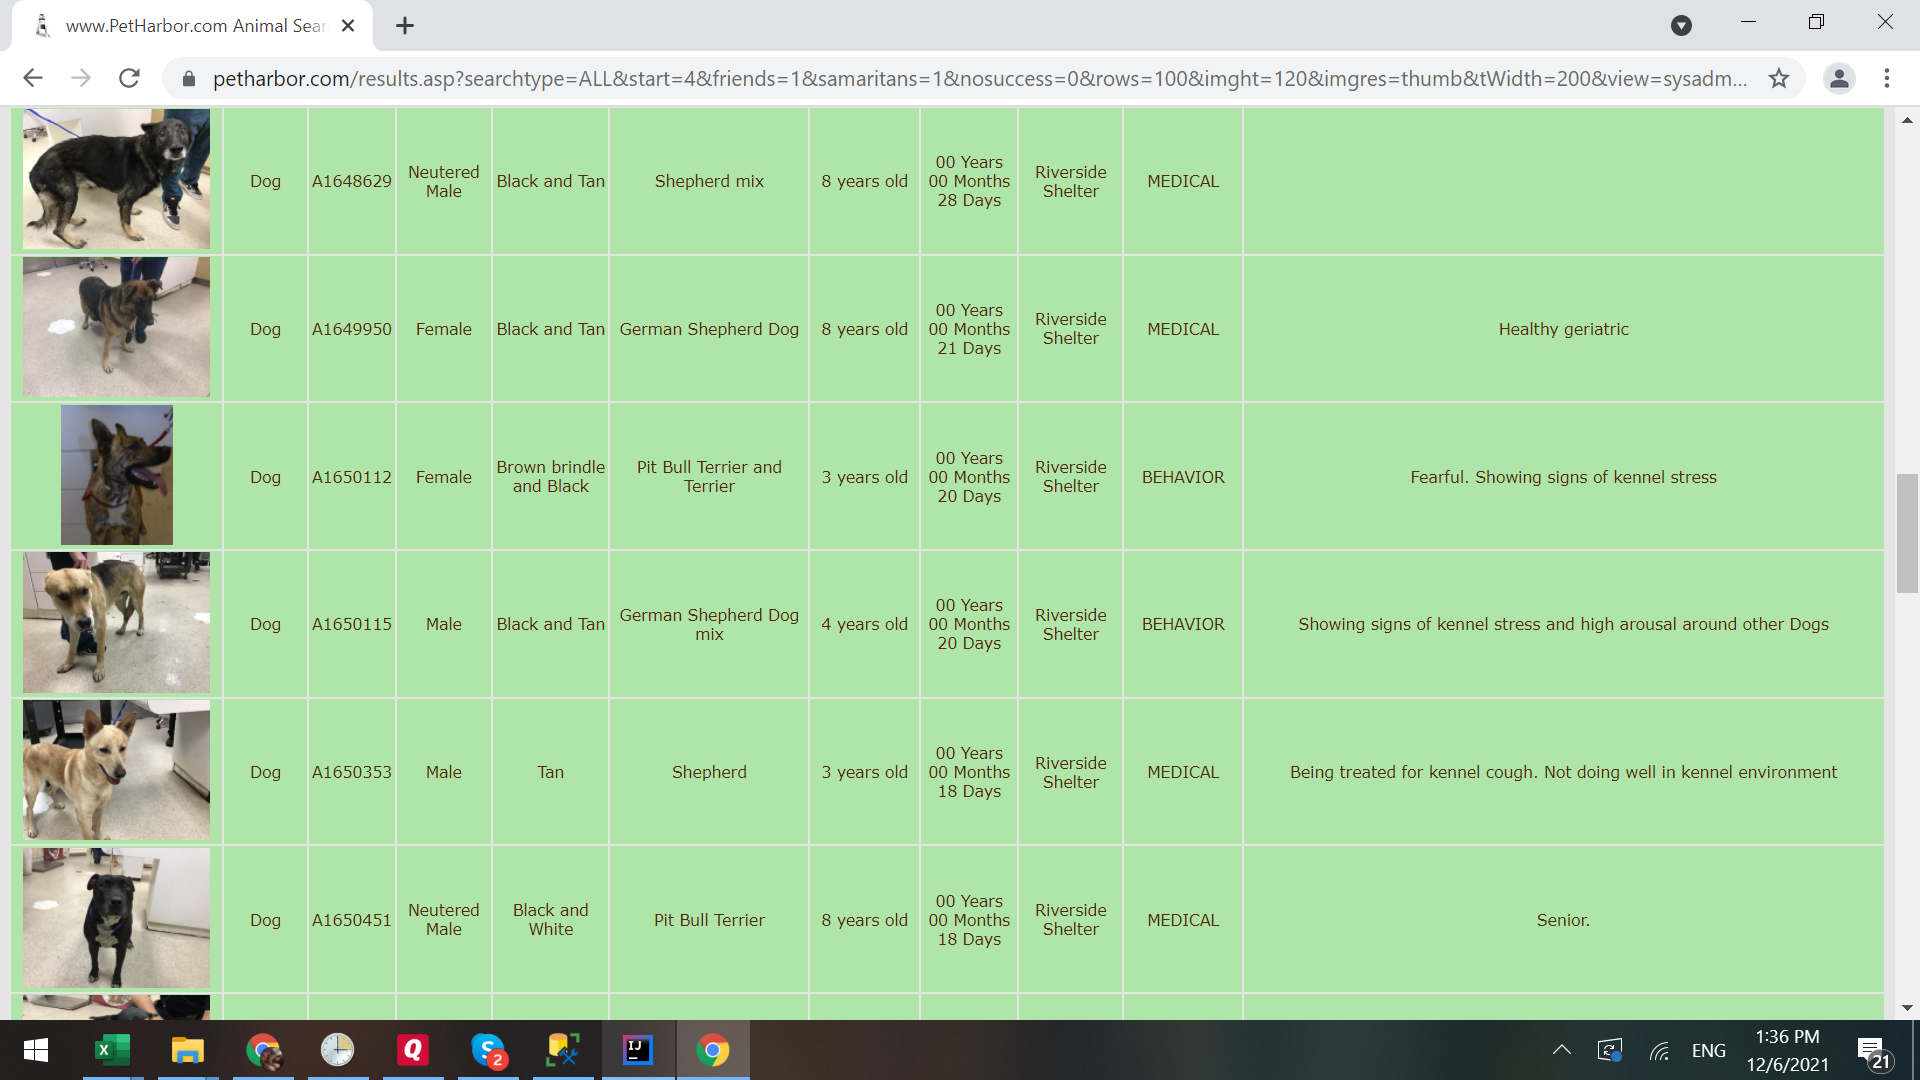 www.PetHarbor.com Animal Sear
petharbor.com/results.asp?searchtype=ALL&start=4&friends=1&samaritans=1&nosuccess=0&rows=100&imght=120&imgres=thumb&tWidth=200&view=sysadm...
Dog A1648629 Neutered Male Black and Tan Shepherd mix 8 years old 00 Years 00 Months 28 Days Riverside Shelter MEDICAL
Dog A1649950 Female Black and Tan German Shepherd Dog 8 years old 00 Years 00 Months 21 Days Riverside Shelter MEDICAL Healthy geriatric
Dog A1650112 Female Brown brindle and Black Pit Bull Terrier and Terrier 3 years old 00 Years 00 Months 20 Days Riverside Shelter BEHAVIOR Fearful. Showing signs of kennel stress
Dog A1650115 Male Black and Tan German Shepherd Dog mix 4 years old 00 Years 00 Months 20 Days Riverside Shelter BEHAVIOR Showing signs of kennel stress and high arousal around other Dogs
Dog A1650353 Male Tan Shepherd 3 years old 00 Years 00 Months 18 Days Riverside Shelter MEDICAL Being treated for kennel cough. Not doing well in kennel environment
Dog A1650451 Neutered Male Black and White Pit Bull Terrier 8 years old 00 Years 00 Months 18 Days Riverside Shelter MEDICAL Senior.
X
Q
S 2
IJ
ENG
1:36 PM
12/6/2021
21